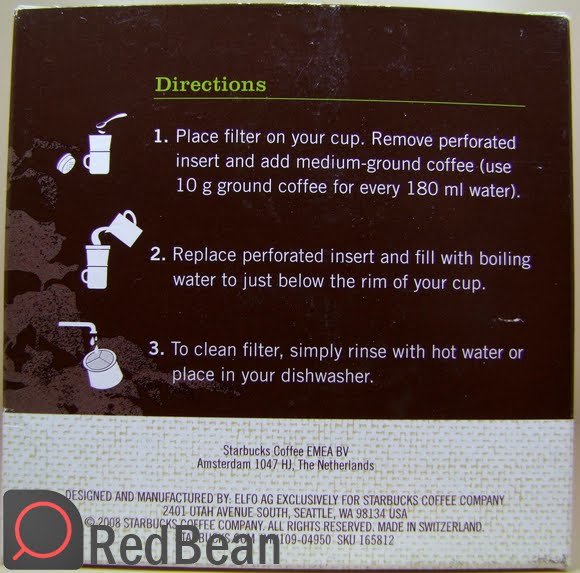 Directions
1. Place filter on your cup. Remove perforated
insert and add medium-ground coffee (use
10 g ground coffee for every 180 ml water).
2. Replace perforated insert and fill with boiling
water to just below the rim of your cup.
3. To clean filter, simply rinse with hot water or
place in your dishwasher.
Starbucks Coffee EMEA BV
Amsterdam 1047 HJ, The Netherlands
DESIGNED AND MANUFACTURED BY: ELFO AG EXCLUSIVELY FOR STARBUCKS COFFEE COMPANY
2401 UTAH AVENUE SOUTH, SEATTLE, WA 98134 USA
© 2008 STARBUCKS COFFEE COMPANY. ALL RIGHTS RESERVED. MADE IN SWITZERLAND.
109-04950 SKU 165812
RedBean